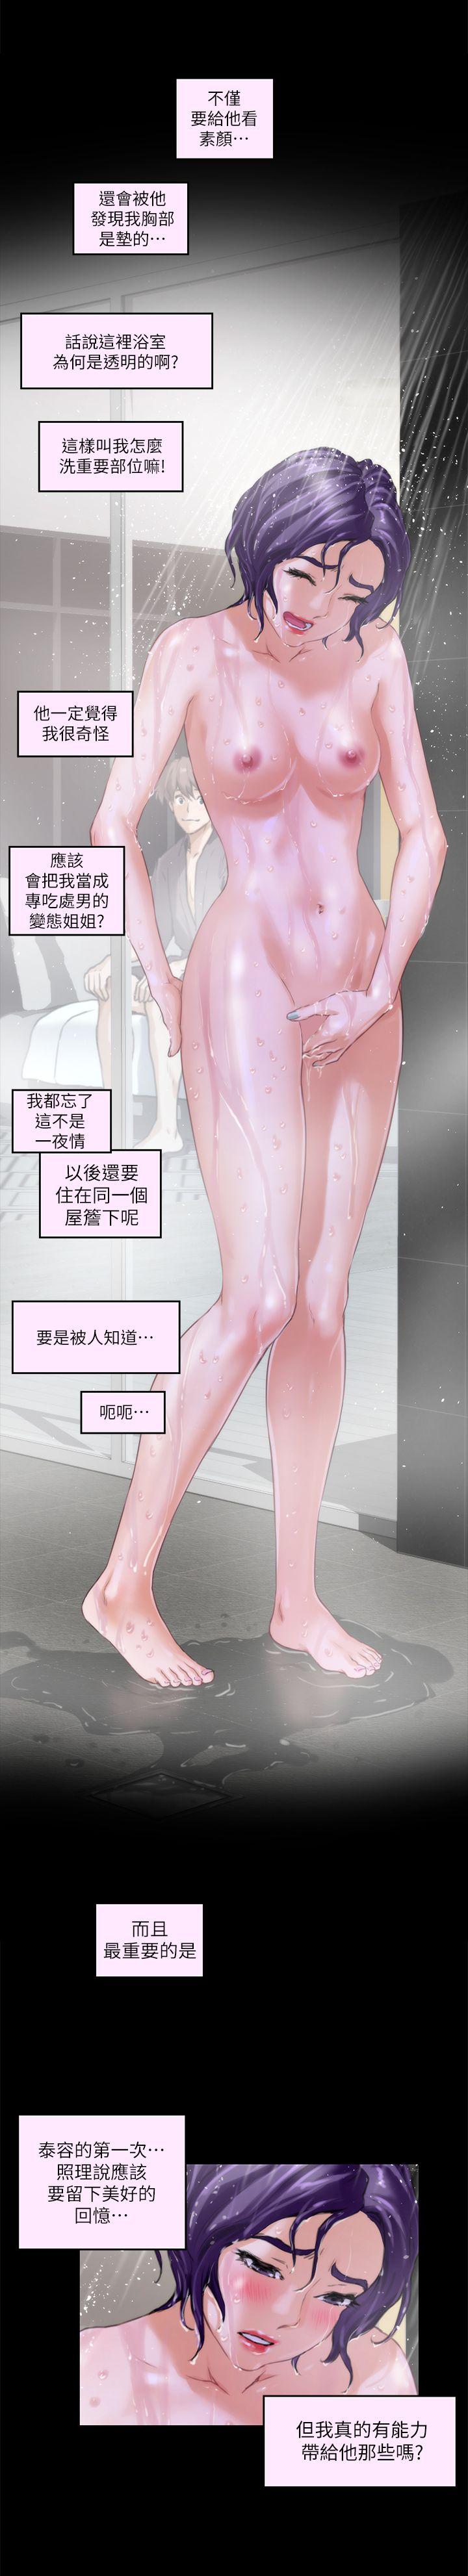 不僅
要給他看
素顏⋯
還會被他
發現我胸部
是墊的⋯
話說這裡浴室
為何是透明的啊?
這樣叫我怎麼
洗重要部位嘛!
他一定覺得
我很奇怪
應該
會把我當成
專吃處男的
變態姐姐?
我都忘了
這不是
一夜情
以後還要
住在同一個
屋簷下呢
要是被人知道⋯
呃呃⋯
而且
最重要的是
泰容的第一次⋯
照理說應該
要留下美好的
回憶⋯
但我真的有能力
帶給他那些嗎?